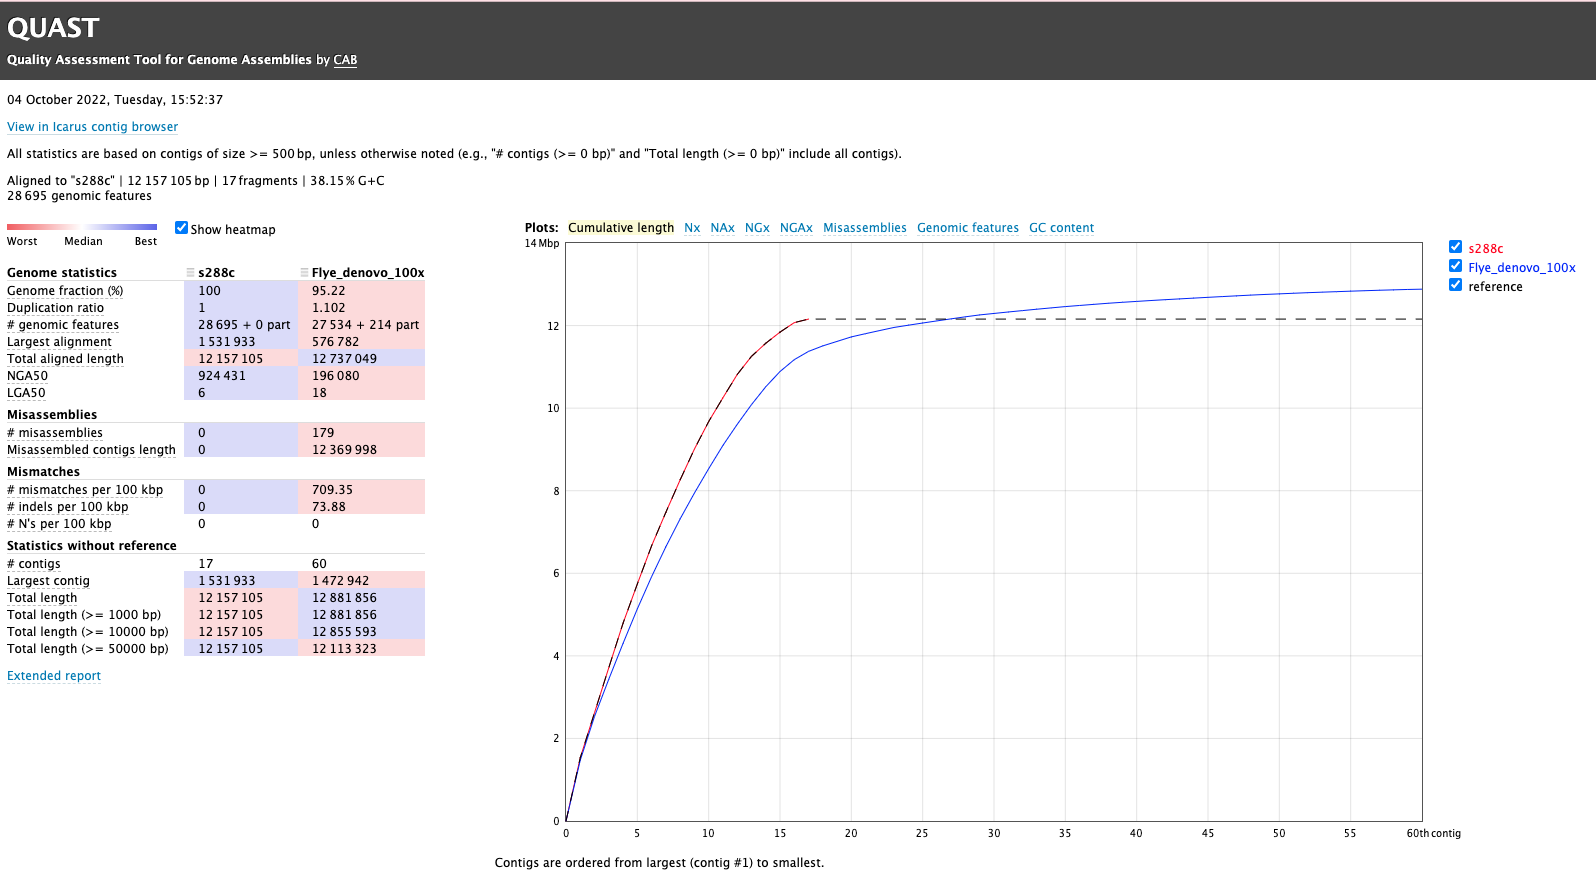 QUAST
Quality Assessment Tool for Genome Assemblies by CAB
04 October 2022, Tuesday, 15:52:37
View in Icarus contig browser
All statistics are based on contigs of size >= 500 bp, unless otherwise noted (e.g., "# contigs (>= 0 bp)" and "Total length (>= 0 bp)" include all contigs).
Aligned to "s288c" | 12 157 105 bp | 17 fragments | 38.15 % G+C
28 695 genomic features
Worst Median Best
Show heatmap
Genome statistics s288c Flye_denovo_100x
Genome fraction (%) 100 95.22
Duplication ratio 1 1.102
# genomic features 28 695 + 0 part 27 534 + 214 part
Largest alignment 1 531 933 576 782
Total aligned length 12 157 105 12 737 049
NGA50 924 431 196 080
LGA50 6 18
Misassemblies
# misassemblies 0 179
Misassembled contigs length 0 12 369 998
Mismatches
# mismatches per 100 kbp 0 709.35
# indels per 100 kbp 0 73.88
# N's per 100 kbp 0 0
Statistics without reference
# contigs 17 60
Largest contig 1 531 933 1 472 942
Total length 12 157 105 12 881 856
Total length (>= 1000 bp) 12 157 105 12 881 856
Total length (>= 10000 bp) 12 157 105 12 855 593
Total length (>= 50000 bp) 12 157 105 12 113 323
Extended report
Plots: Cumulative length Nx NAx NGx NGAx Misassemblies Genomic features GC content
14 Mbp
12
10
8
6
4
2
0
0 5 10 15 20 25 30 35 40 45 50 55 60th contig
s288c
Flye_denovo_100x
reference
Contigs are ordered from largest (contig #1) to smallest.